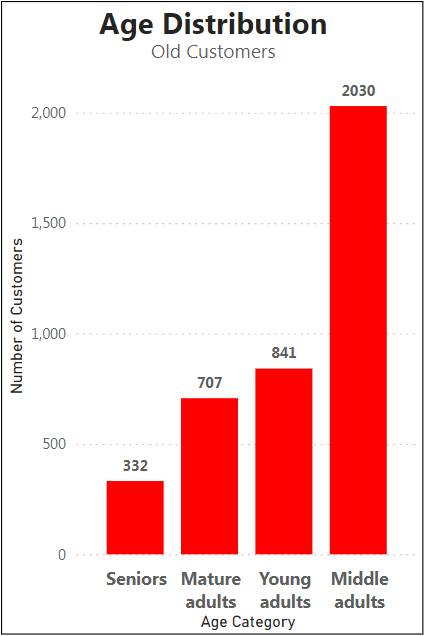 Age Distribution
Old Customers
Number of Customers
2,000
1,500
1,000
500
0
2030
841
707
332
Seniors
Mature adults
Young adults
Middle adults
Age Category